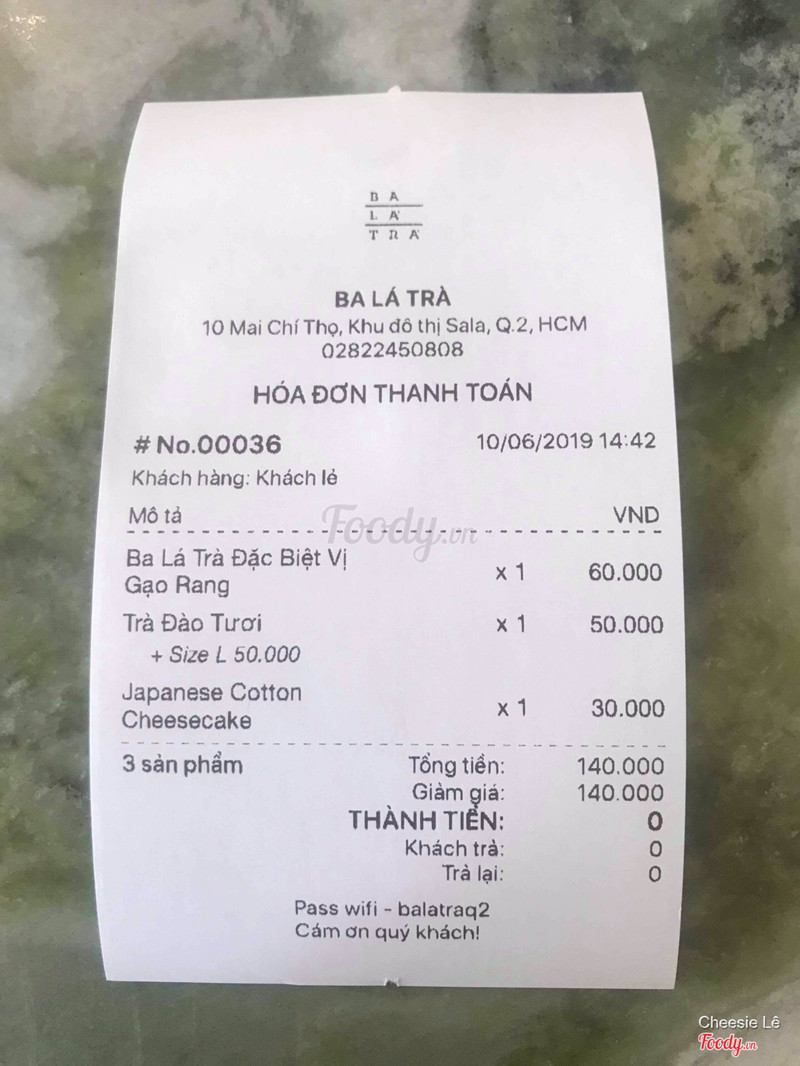 BA
LÁ
TRÀ
BA LÁ TRÀ
10 Mai Chí Thọ, Khu đô thị Sala, Q.2, HCM
02822450808
HÓA ĐƠN THANH TOÁN
# No.00036 10/06/2019 14:42
Khách hàng: Khách lẻ
Foody.vn
Mô tả VND
Ba Lá Trà Đặc Biệt Vị
Gạo Rang x 1 60.000
Trà Đào Tươi x 1 50.000
+ Size L 50.000
Japanese Cotton
Cheesecake x 1 30.000
3 sản phẩm Tổng tiền: 140.000
Giảm giá: 140.000
THÀNH TIỀN: 0
Khách trả: 0
Trả lại: 0
Pass wifi - balatraq2
Cám ơn quý khách!
Cheesie Lê
Foody.vn